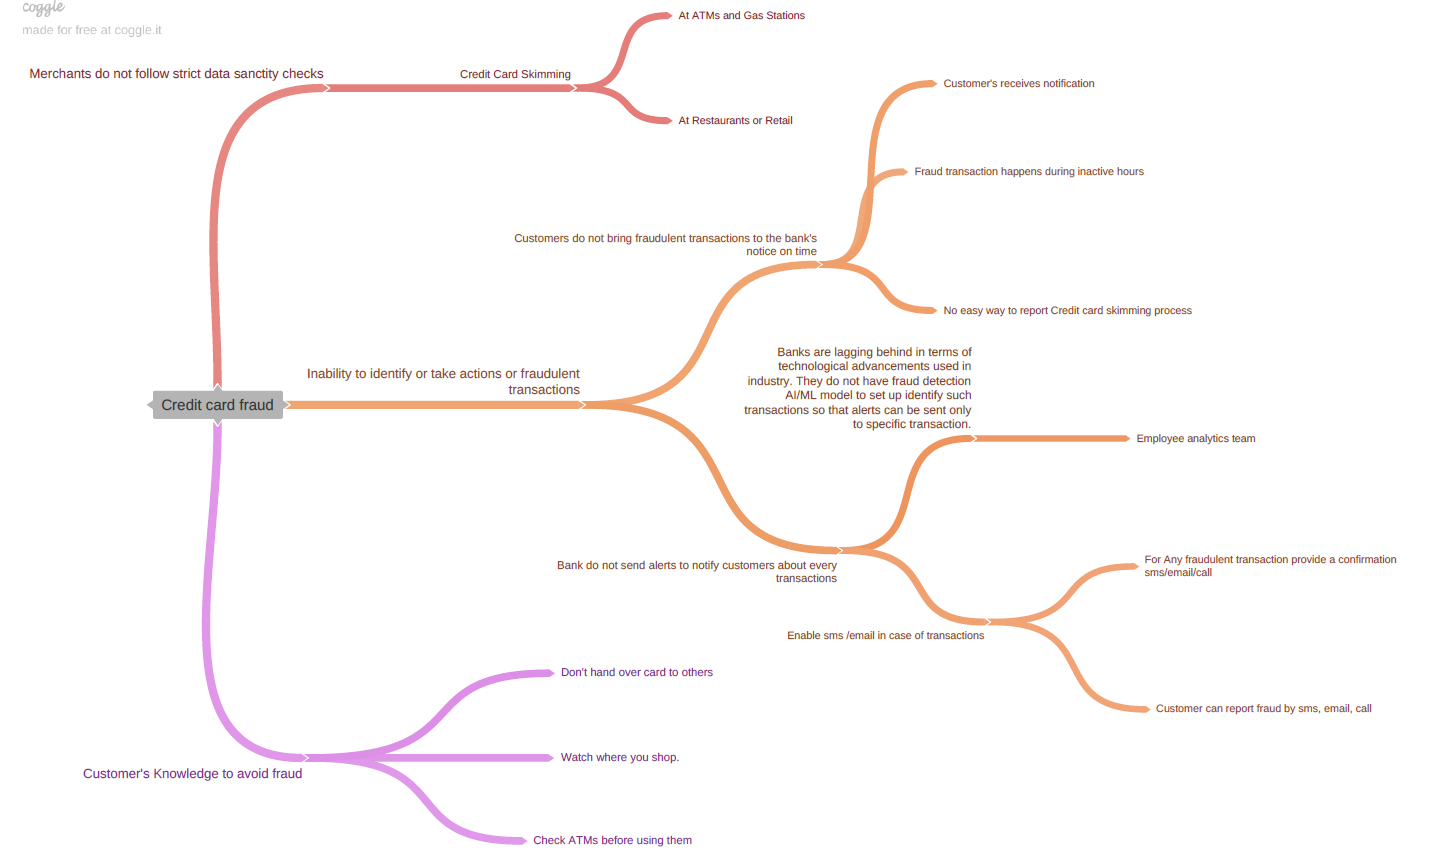 coggle
made for free at coggle.it
At ATMs and Gas Stations
Merchants do not follow strict data sanctity checks
Credit Card Skimming
At Restaurants or Retail
Customer's receives notification
Fraud transaction happens during inactive hours
Customers do not bring fraudulent transactions to the bank's
notice on time
No easy way to report Credit card skimming process
Banks are lagging behind in terms of
technological advancements used in
industry. They do not have fraud detection
AI/ML model to set up identify such
transactions so that alerts can be sent only
to specific transaction.
Inability to identify or take actions or fraudulent
transactions
Credit card fraud
Employee analytics team
Bank do not send alerts to notify customers about every
transactions
For Any fraudulent transaction provide a confirmation
sms/email/call
Enable sms /email in case of transactions
Customer can report fraud by sms, email, call
Don't hand over card to others
Watch where you shop.
Customer's Knowledge to avoid fraud
Check ATMs before using them